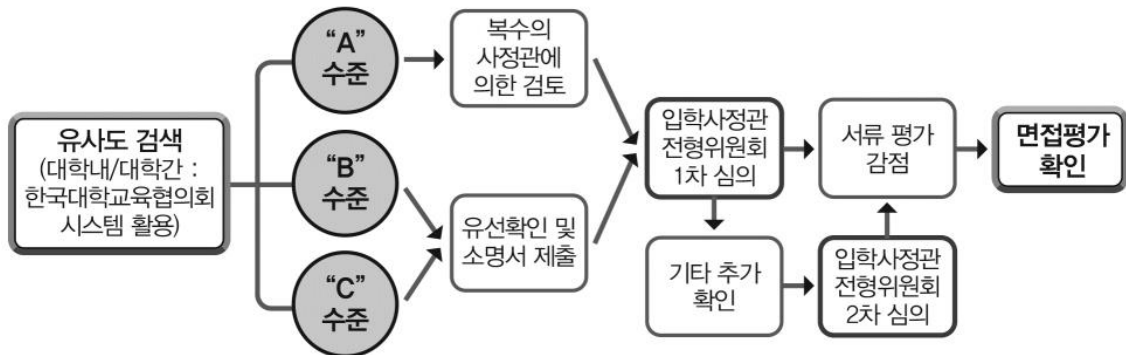 유사도 검색
(대학내/대학간 :
한국대학교육협의회
시스템 활용)
“A”
수준
“B”
수준
“C”
수준
복수의
사정관에
의한 검토
유선확인 및
소명서 제출
입학사정관
전형위원회
1차 심의
기타 추가
확인
서류 평가
감점
입학사정관
전형위원회
2차 심의
면접평가
확인